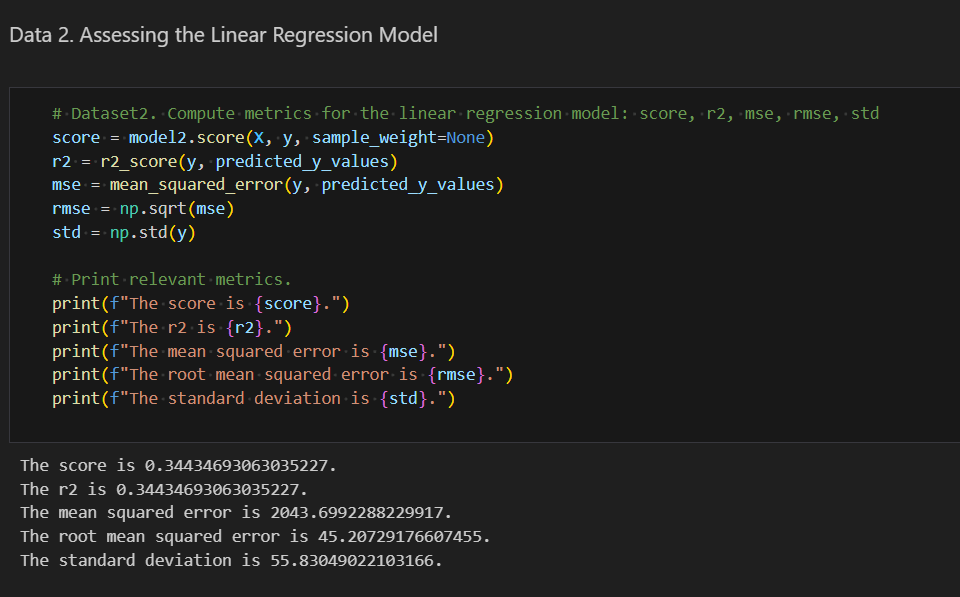 Data 2. Assessing the Linear Regression Model
# Dataset2. Compute metrics for the linear regression model: score, r2, mse, rmse, std
score = model2.score(X, y, sample_weight=None)
r2 = r2_score(y, predicted_y_values)
mse = mean_squared_error(y, predicted_y_values)
rmse = np.sqrt(mse)
std = np.std(y)
# Print relevant metrics.
print(f"The score is {score}.")
print(f"The r2 is {r2}.")
print(f"The mean squared error is {mse}.")
print(f"The root mean squared error is {rmse}.")
print(f"The standard deviation is {std}.")
The score is 0.34434693063035227.
The r2 is 0.34434693063035227.
The mean squared error is 2043.6992288229917.
The root mean squared error is 45.20729176607455.
The standard deviation is 55.83049022103166.